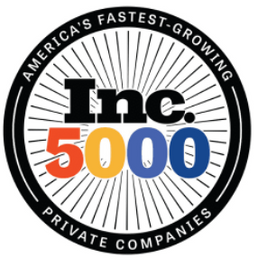 AMERICA'S FASTEST-GROWING
Inc.
5000
PRIVATE COMPANIES